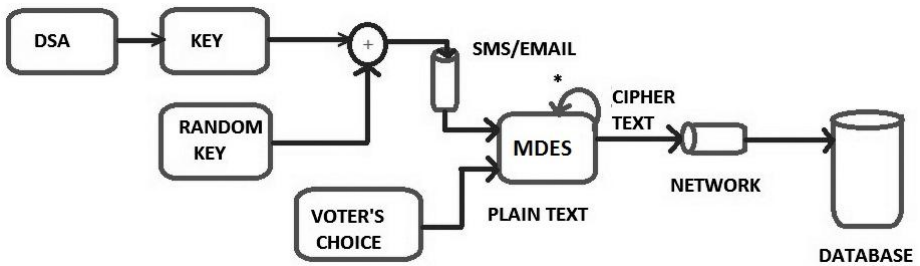 DSA
KEY
+
SMS/EMAIL
*
CIPHER
TEXT
RANDOM
KEY
MDES
NETWORK
VOTER'S
CHOICE
PLAIN TEXT
DATABASE